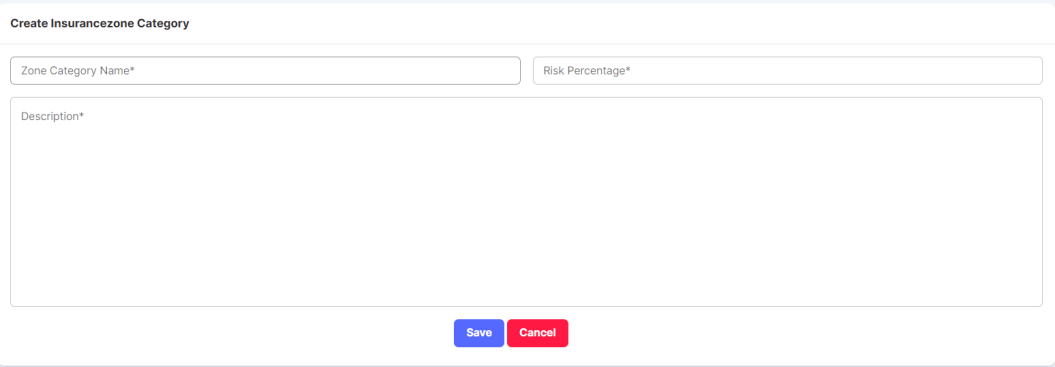 Create Insurancezone Category
Zone Category Name*
Risk Percentage*
Description*
Save
Cancel